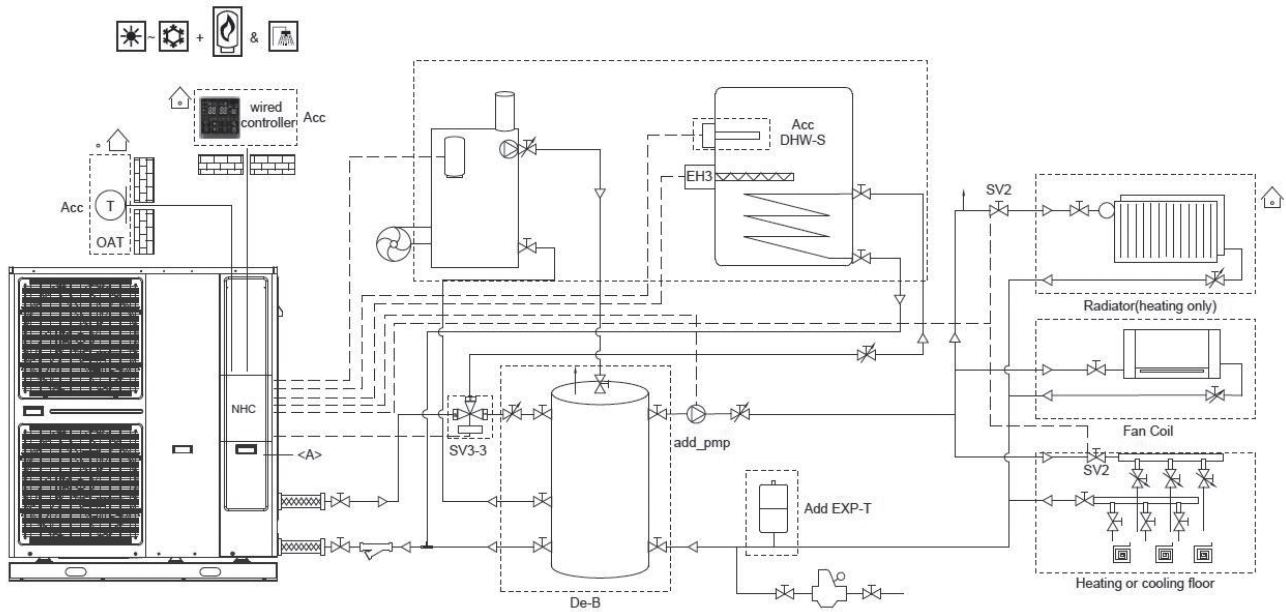 ~ + &
wired
controller
Acc
Acc
T
OAT
Acc
DHW-S
EH3
SV2
Radiator(heating only)
NHC
<A>
SV3-3
add_pmp
Fan Coil
SV2
Add EXP-T
De-B
Heating or cooling floor